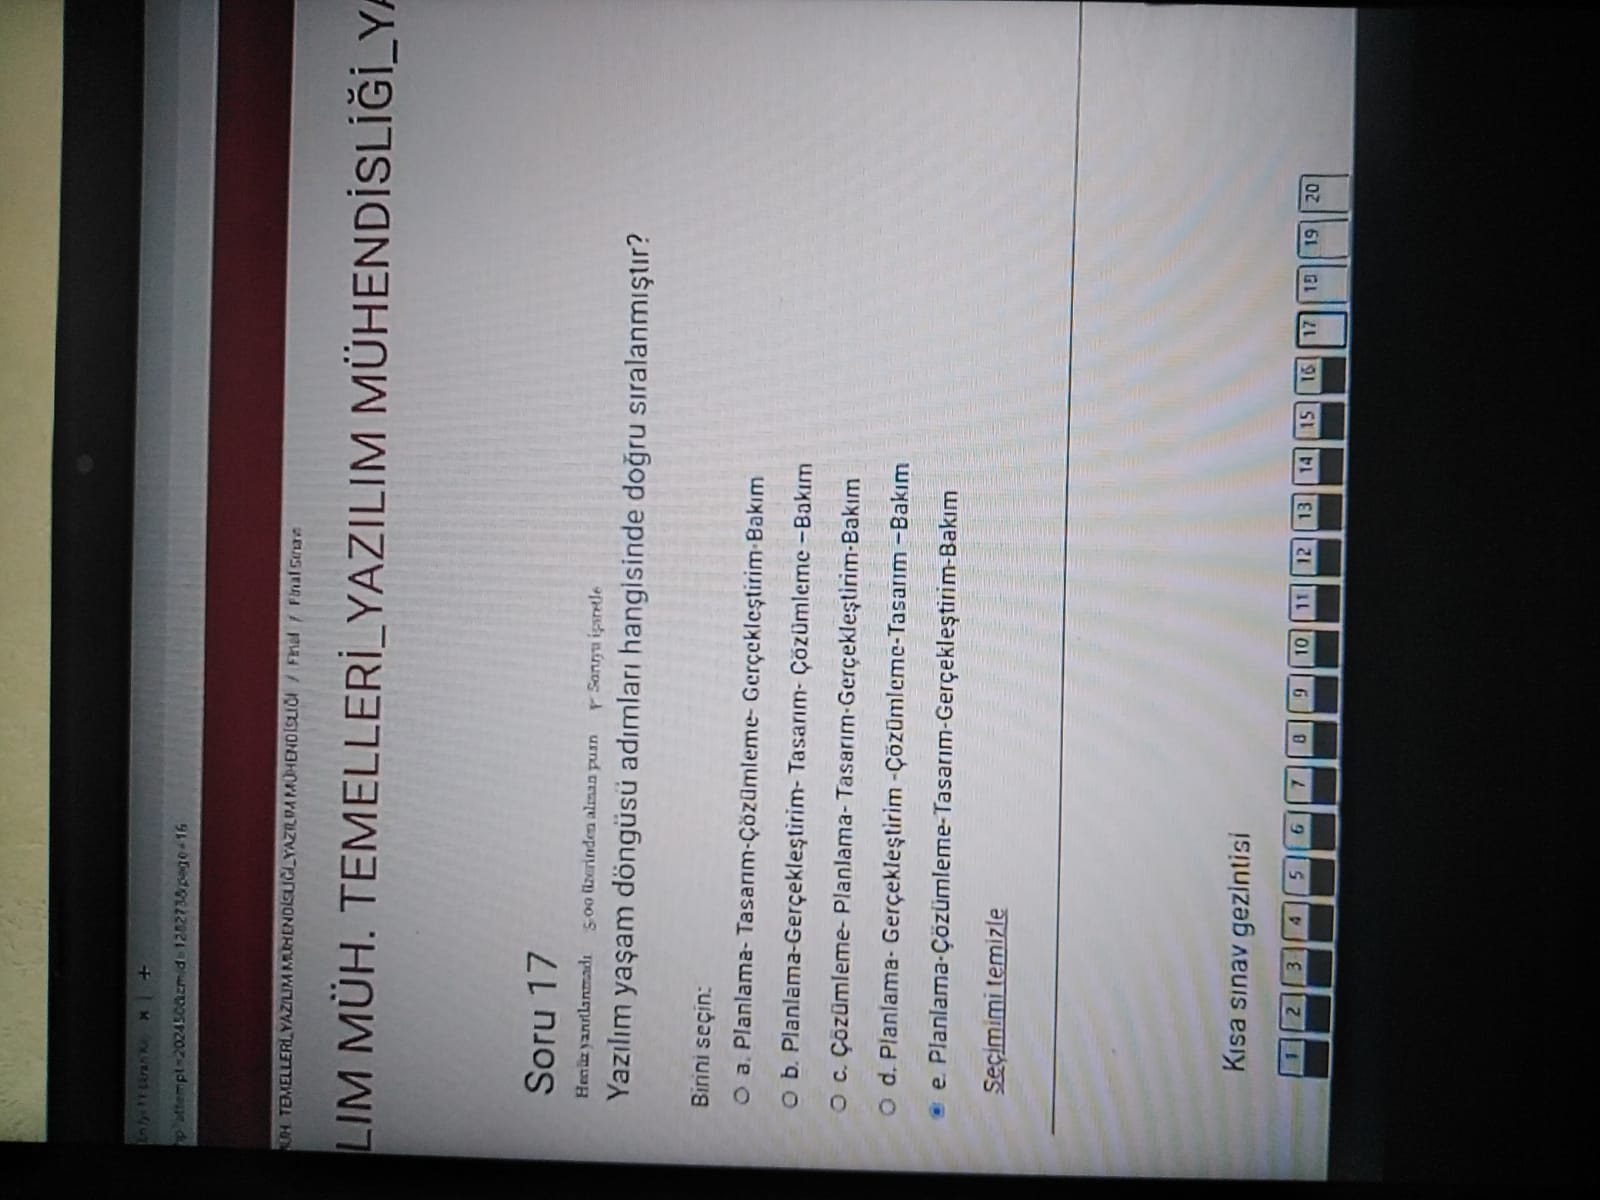 +
attempt=202450&cmid=128273&page=16
TEMELLERİ_YAZILIM MÜHENDİSLİĞİ_YAZILIM MÜHENDİSLİĞİ / Final / Final Sınavı
LIM MÜH. TEMELLERİ_YAZILIM MÜHENDİSLİĞİ_YA
Soru 17
Henüz yanıtlanmadı 5,00 üzerinden alınan puan Soruyu işaretle
Yazılım yaşam döngüsü adımları hangisinde doğru sıralanmıştır?
Birini seçin:
a. Planlama- Tasarım-Çözümleme- Gerçekleştirim-Bakım
b. Planlama-Gerçekleştirim- Tasarım- Çözümleme –Bakım
c. Çözümleme- Planlama- Tasarım-Gerçekleştirim-Bakım
d. Planlama- Gerçekleştirim -Çözümleme-Tasarım –Bakım
e. Planlama-Çözümleme-Tasarım-Gerçekleştirim-Bakım
Seçimimi temizle
Kısa sınav gezintisi
1 2 3 4 5 6 7 8 9 10 11 12 13 14 15 16 17 18 19 20